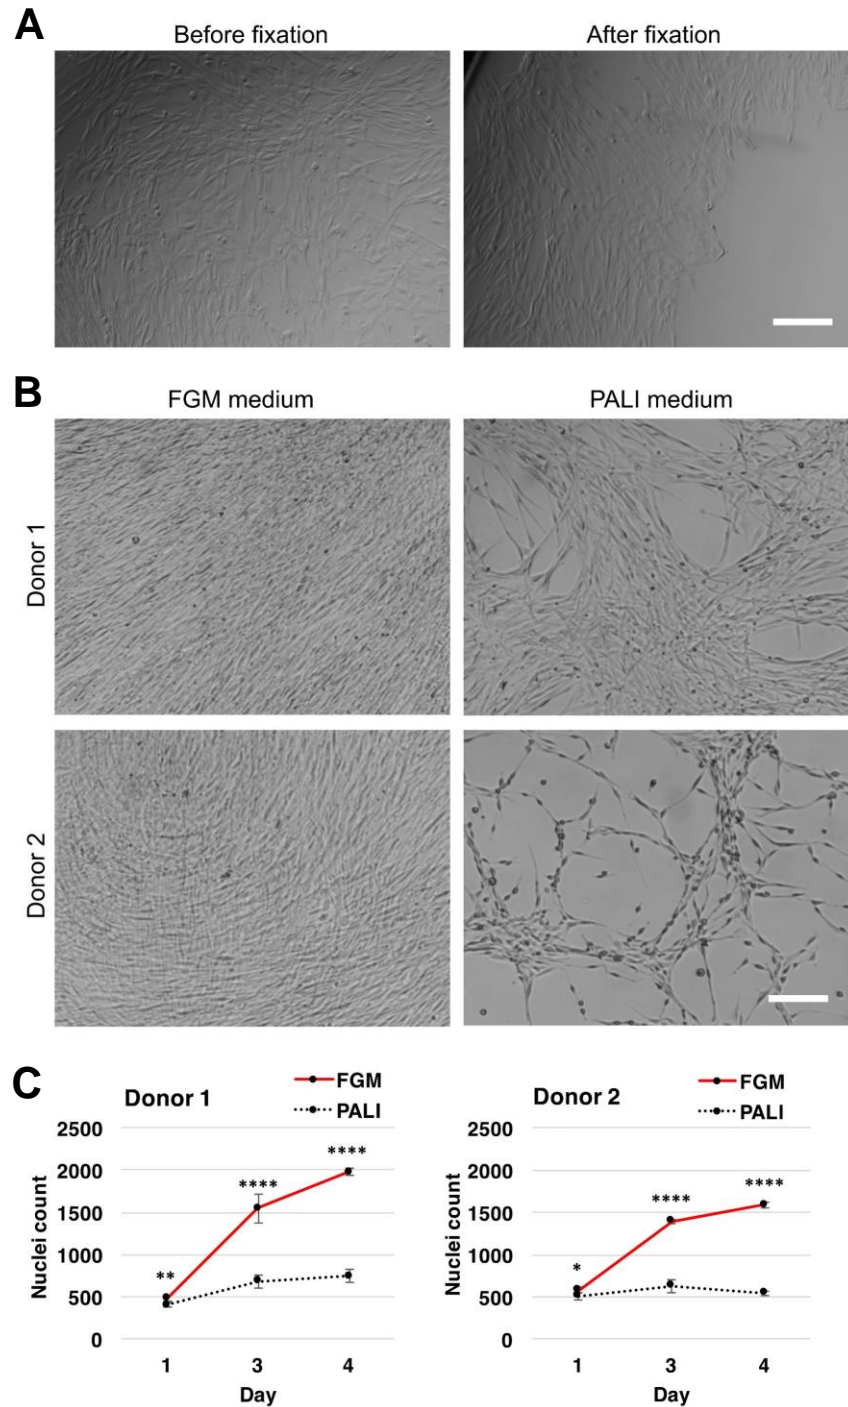 A
Before fixation
After fixation
B
FGM medium
PALI medium
Donor 1
Donor 2
C
Donor 1
FGM
PALI
2500
2000
1500
1000
500
0
Nuclei count
**
****
****
1
3
4
Day
Donor 2
FGM
PALI
2500
2000
1500
1000
500
0
Nuclei count
*
****
****
1
3
4
Day